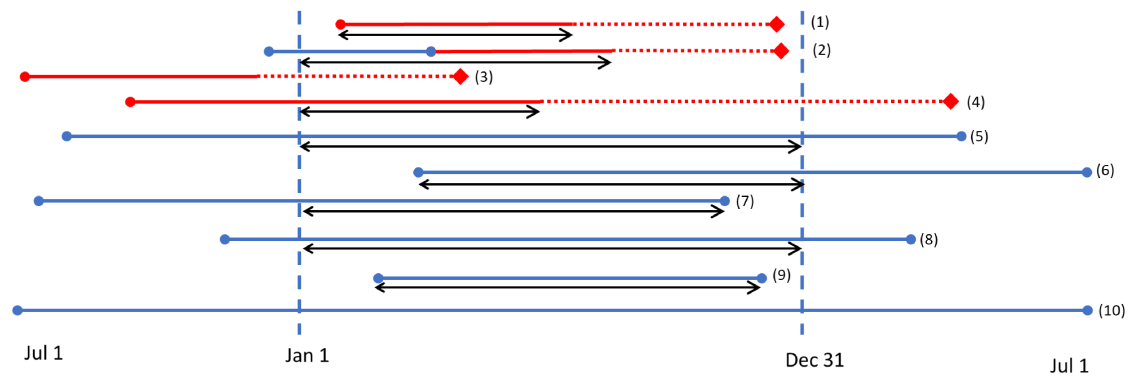 (1)
(2)
(3)
(4)
(5)
(6)
(7)
(8)
(9)
(10)
Jul 1
Jan 1
Dec 31
Jul 1